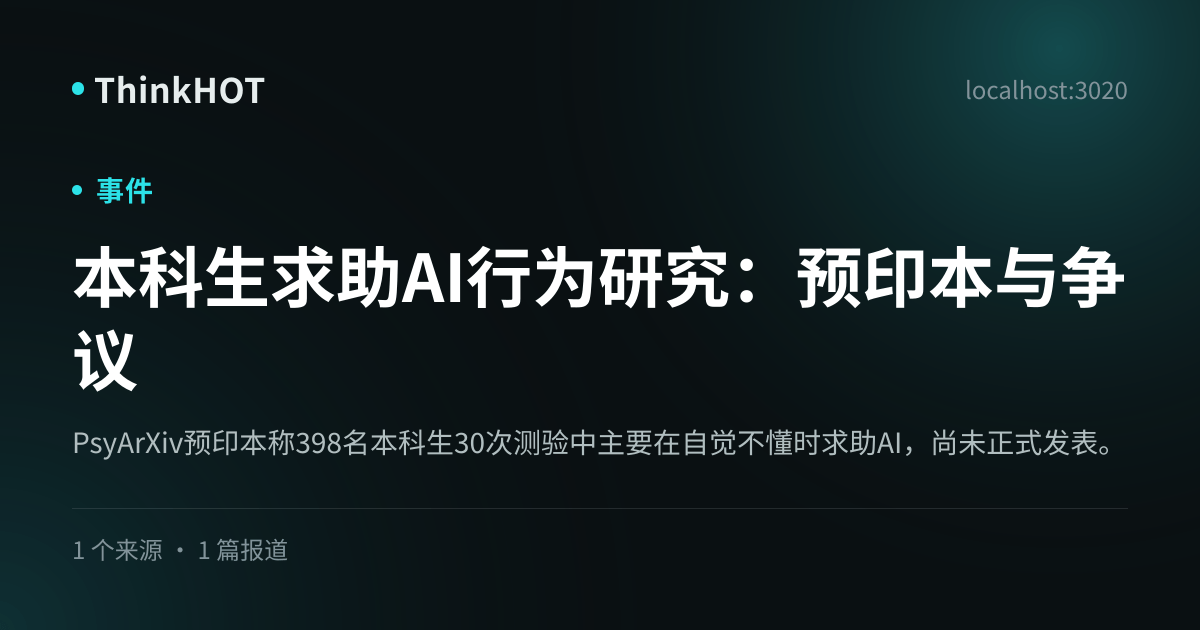 ThinkHOT
localhost:3020
事件
本科生求助AI行为研究：预印本与争
议
PsyArXiv预印本称398名本科生30次测验中主要在自觉不懂时求助AI，尚未正式发表。
1 个来源 · 1 篇报道